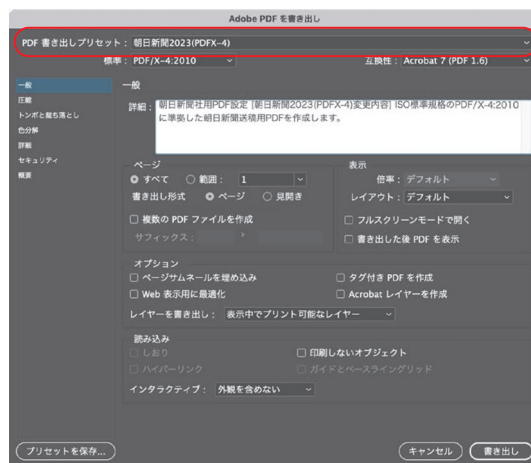 Adobe PDF を書き出し
PDF 書き出しプリセット： 朝日新聞2023(PDFX-4)
標準： PDF/X-4:2010 互換性： Acrobat 7 (PDF 1.6)
一般
圧縮
トンボと裁ち落とし
色分解
詳細
セキュリティ
概要
一般
詳細： 朝日新聞社用PDF設定 [朝日新聞2023(PDFX-4)変更内容] ISO標準規格のPDF/X-4:2010
に準拠した朝日新聞送稿用PDFを作成します。
ページ
すべて 範囲： 1
書き出し形式 ページ 見開き
複数の PDF ファイルを作成
サフィックス：
表示
倍率： デフォルト
レイアウト： デフォルト
フルスクリーンモードで開く
書き出した後 PDF を表示
オプション
ページサムネールを埋め込み タグ付き PDF を作成
Web 表示用に最適化 Acrobat レイヤーを作成
レイヤーを書き出し： 表示中でプリント可能なレイヤー
読み込み
しおり 印刷しないオブジェクト
ハイパーリンク ガイドとベースライングリッド
インタラクティブ： 外観を含めない
プリセットを保存... キャンセル 書き出し